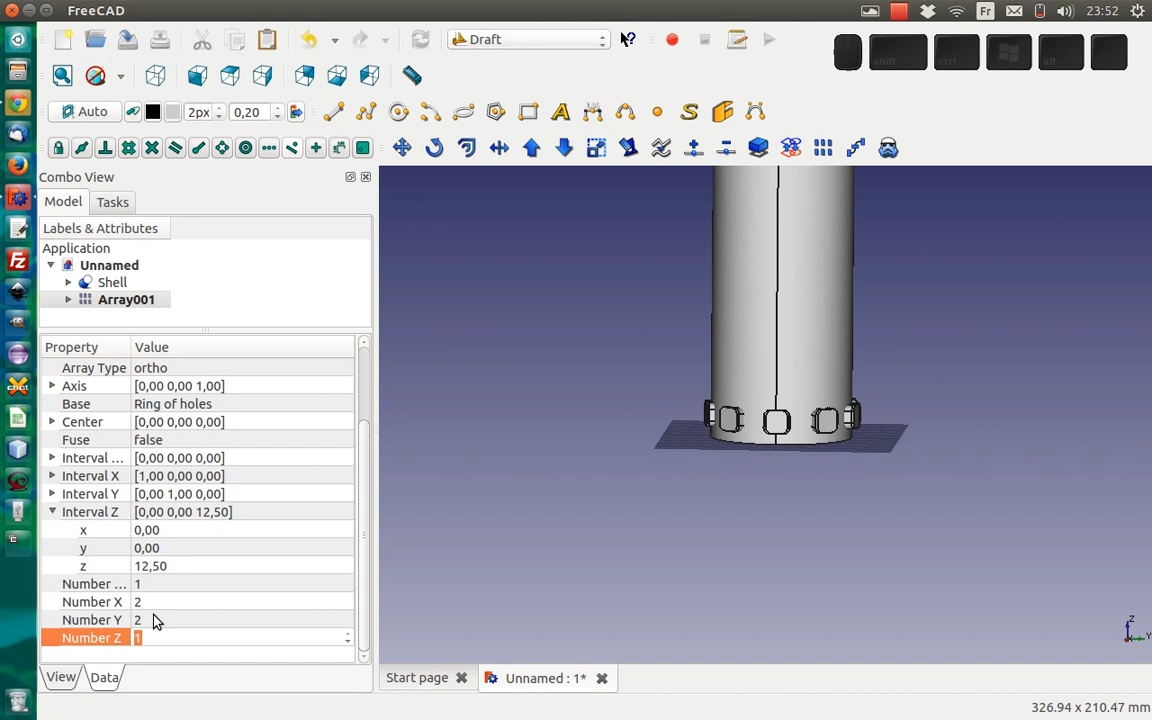 FreeCAD
Fr
23:52
Draft
shift
ctrl
alt
Auto
2px
0,20
Combo View
Model
Tasks
Labels & Attributes
Application
Unnamed
Shell
Array001
Property
Value
Array Type
ortho
Axis
[0,00 0,00 1,00]
Base
Ring of holes
Center
[0,00 0,00 0,00]
Fuse
false
Interval ...
[0,00 0,00 0,00]
Interval X
[1,00 0,00 0,00]
Interval Y
[0,00 1,00 0,00]
Interval Z
[0,00 0,00 12,50]
x
0,00
y
0,00
z
12,50
Number ...
1
Number X
2
Number Y
2
Number Z
1
View
Data
Start page
Unnamed : 1*
Z
Y
326.94 x 210.47 mm